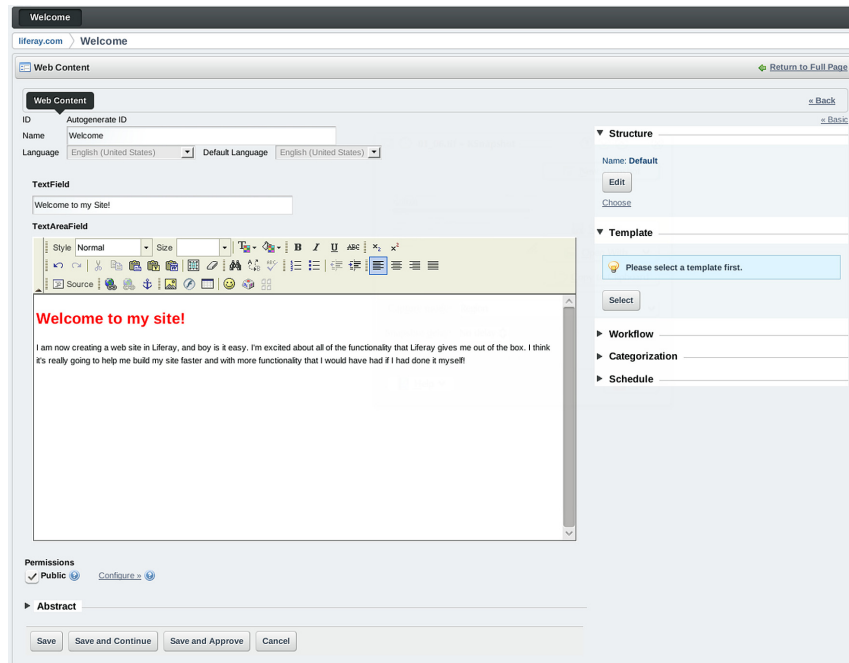 Welcome
liferay.com Welcome
Web Content
Return to Full Page
Web Content
« Back
ID Autogenerate ID
« Basic
Name Welcome
Language English (United States) Default Language English (United States)
TextField
Welcome to my Site!
TextAreaField
Style Normal Size
B I U ABC x₂ x²
Source
Welcome to my site!
I am now creating a web site in Liferay, and boy is it easy. I'm excited about all of the functionality that Liferay gives me out of the box. I think
it's really going to help me build my site faster and with more functionality that I would have had if I had done it myself!
Structure
Name: Default
Edit
Choose
Template
Please select a template first.
Select
Workflow
Categorization
Schedule
Permissions
Public Configure »
Abstract
Save Save and Continue Save and Approve Cancel